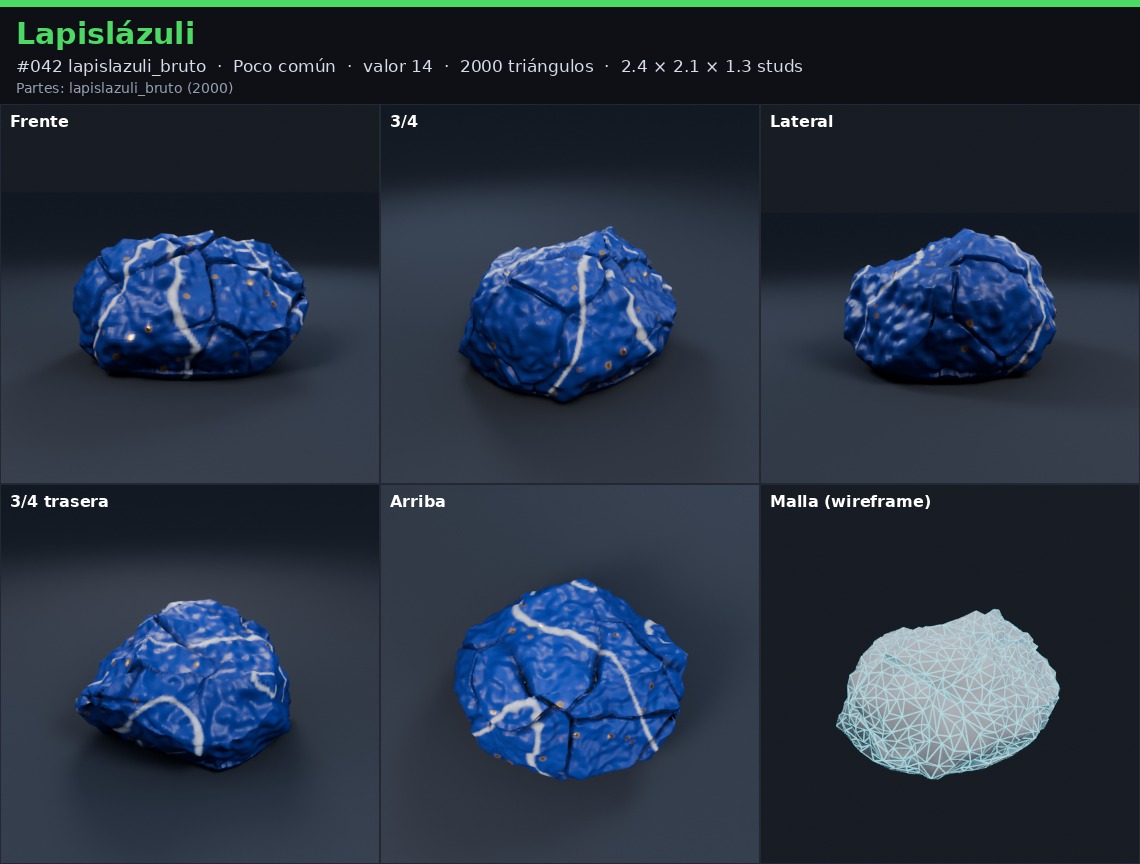 Lapislázuli
#042 lapislazuli_bruto · Poco común · valor 14 · 2000 triángulos · 2.4 × 2.1 × 1.3 studs
Partes: lapislazuli_bruto (2000)
Frente
3/4
Lateral
3/4 trasera
Arriba
Malla (wireframe)